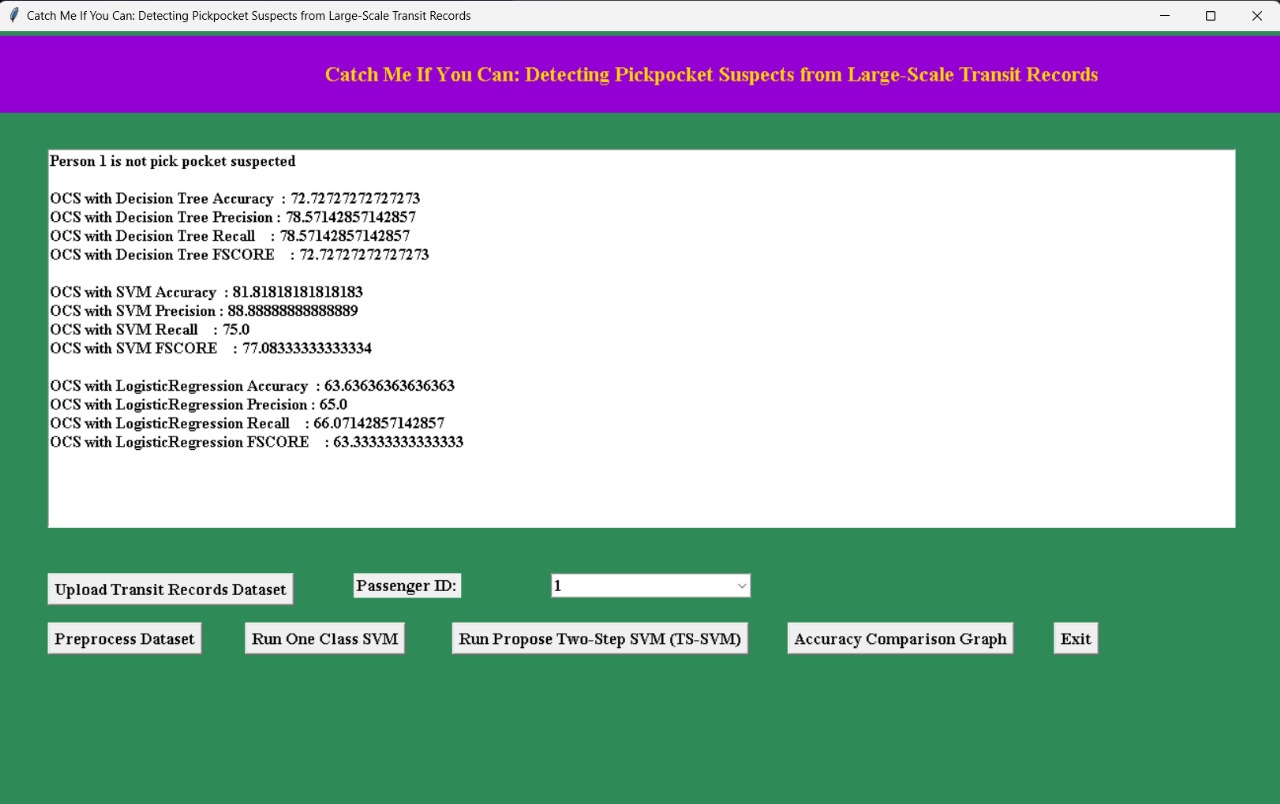 Catch Me If You Can: Detecting Pickpocket Suspects from Large-Scale Transit Records
Catch Me If You Can: Detecting Pickpocket Suspects from Large-Scale Transit Records
Person 1 is not pick pocket suspected
OCS with Decision Tree Accuracy : 72.72727272727273
OCS with Decision Tree Precision : 78.57142857142857
OCS with Decision Tree Recall : 78.57142857142857
OCS with Decision Tree FSCORE : 72.72727272727273
OCS with SVM Accuracy : 81.81818181818183
OCS with SVM Precision : 88.88888888888889
OCS with SVM Recall : 75.0
OCS with SVM FSCORE : 77.08333333333334
OCS with LogisticRegression Accuracy : 63.63636363636363
OCS with LogisticRegression Precision : 65.0
OCS with LogisticRegression Recall : 66.07142857142857
OCS with LogisticRegression FSCORE : 63.33333333333333
Upload Transit Records Dataset Passenger ID: 1
Preprocess Dataset Run One Class SVM Run Propose Two-Step SVM (TS-SVM) Accuracy Comparison Graph Exit